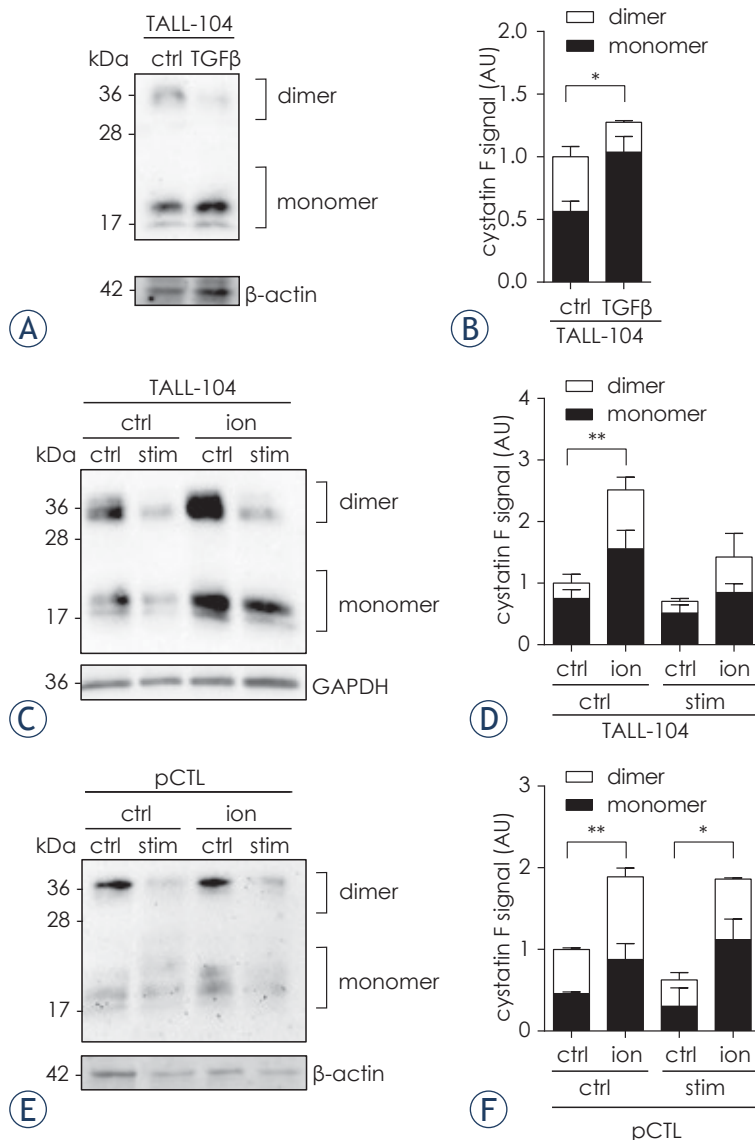 TALL-104
kDa ctrl TGFβ
36
28
17
dimer
monomer
42
β-actin
A
dimer
monomer
cystatin F signal (AU)
2.0
1.5
1.0
0.5
0.0
*
ctrl TGFβ
TALL-104
B
TALL-104
ctrl ion
kDa ctrl stim ctrl stim
36
28
17
dimer
monomer
36
GAPDH
C
dimer
monomer
cystatin F signal (AU)
4
3
2
1
0
**
ctrl ion ctrl ion
ctrl stim
TALL-104
D
pCTL
ctrl ion
kDa ctrl stim ctrl stim
36
28
17
dimer
monomer
42
β-actin
E
dimer
monomer
cystatin F signal (AU)
3
2
1
0
** *
ctrl ion ctrl ion
ctrl stim
pCTL
F